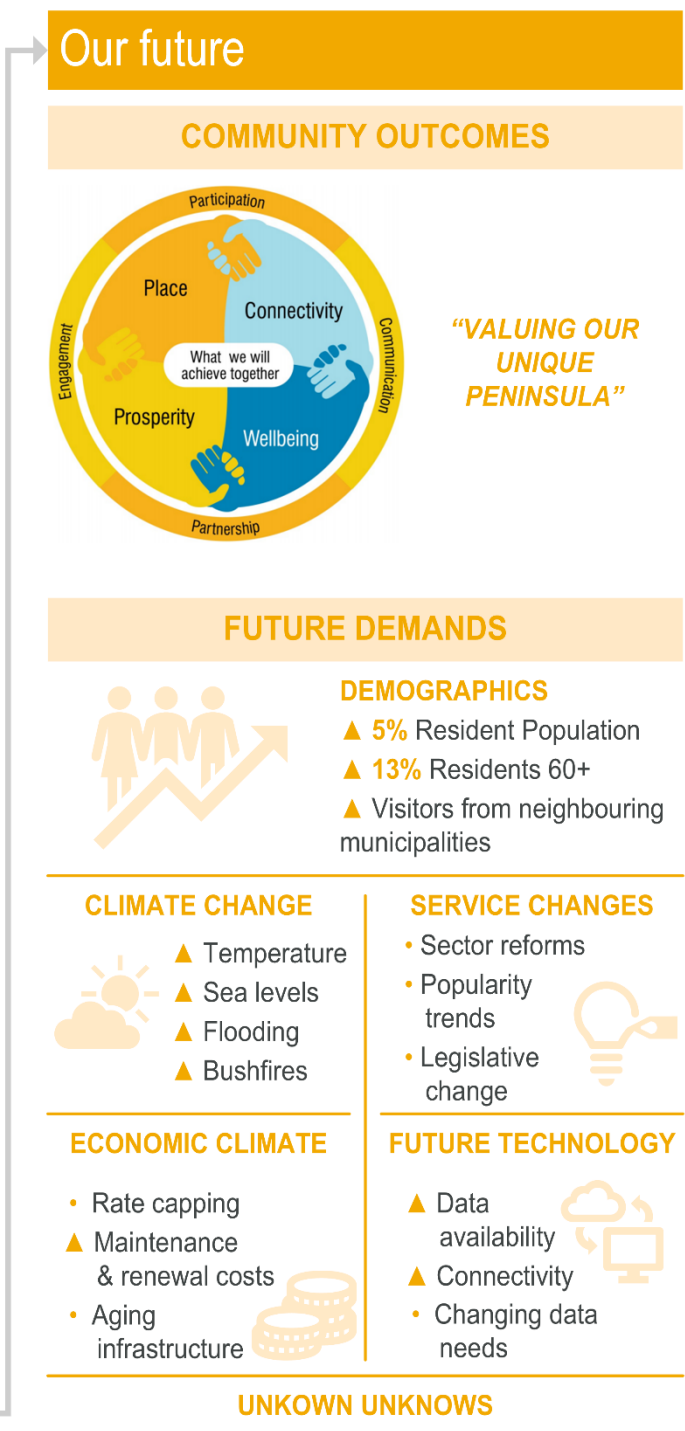 Our future
COMMUNITY OUTCOMES
Participation
Place
Connectivity
Engagement
What we will
achieve together
Communication
Prosperity
Wellbeing
Partnership
“VALUING OUR
UNIQUE
PENINSULA”
FUTURE DEMANDS
DEMOGRAPHICS
▲ 5% Resident Population
▲ 13% Residents 60+
▲ Visitors from neighbouring
municipalities
CLIMATE CHANGE
▲ Temperature
▲ Sea levels
▲ Flooding
▲ Bushfires
SERVICE CHANGES
• Sector reforms
• Popularity
trends
• Legislative
change
ECONOMIC CLIMATE
• Rate capping
▲ Maintenance
& renewal costs
• Aging
infrastructure
FUTURE TECHNOLOGY
▲ Data
availability
▲ Connectivity
• Changing data
needs
UNKOWN UNKNOWS